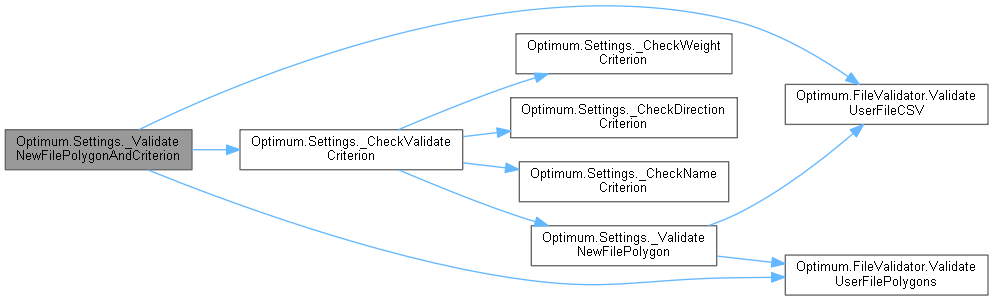 Optimum.Settings._Validate
NewFilePolygonAndCriterion
Optimum.Settings._CheckValidate
Criterion
Optimum.Settings._CheckWeight
Criterion
Optimum.Settings._CheckDirection
Criterion
Optimum.Settings._CheckName
Criterion
Optimum.Settings._Validate
NewFilePolygon
Optimum.FileValidator.Validate
UserFileCSV
Optimum.FileValidator.Validate
UserFilePolygons